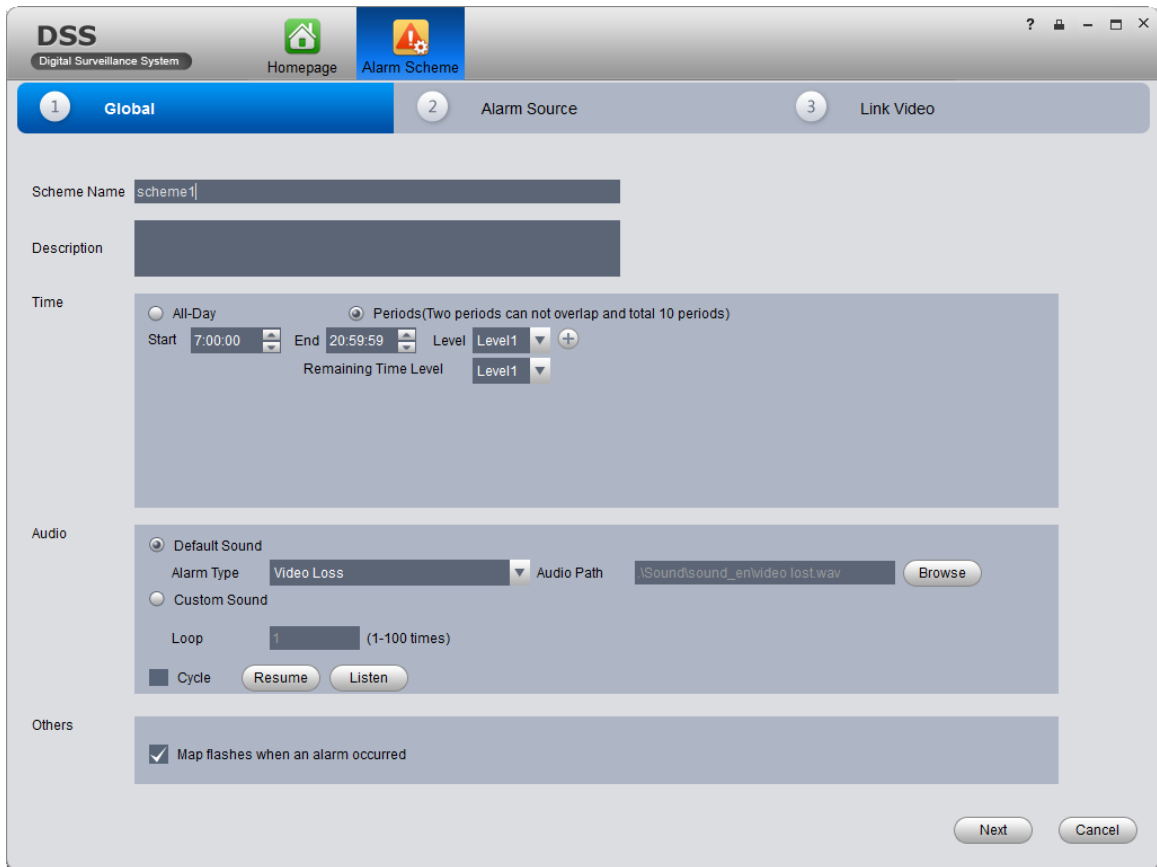 DSS
Digital Surveillance System
Homepage
Alarm Scheme
?
1 Global 2 Alarm Source 3 Link Video
Scheme Name scheme1
Description
Time
All-Day Periods(Two periods can not overlap and total 10 periods)
Start 7:00:00 End 20:59:59 Level Level1
Remaining Time Level Level1
Audio
Default Sound
Alarm Type Video Loss Audio Path .\Sound\sound_en\video lost.wav Browse
Custom Sound
Loop 1 (1-100 times)
Cycle Resume Listen
Others
Map flashes when an alarm occurred
Next Cancel